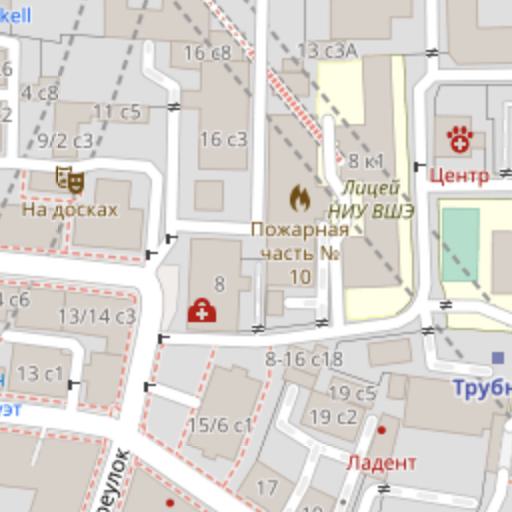 kell
16 с8
13 с3А
4 с8
11 с5
9/2 с3
16 с3
8 к1
Центр
Лицей
НИУ ВШЭ
На досках
Пожарная
часть №
10
8
4 с6
13/14 с3
8-16 с18
13 с1
Трубн
19 с5
19 с2
15/6 с1
Ладент
17
реулок